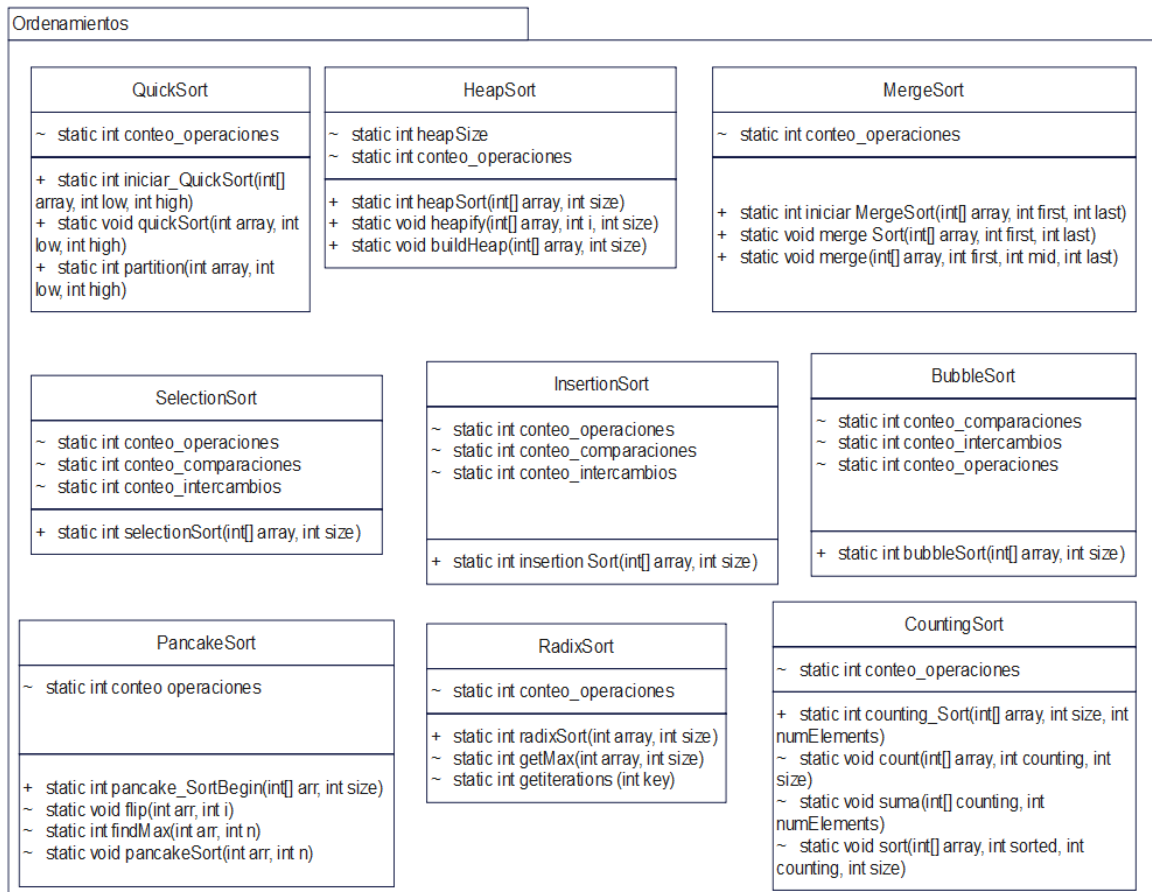 Ordenamientos
QuickSort
~ static int conteo_operaciones
+ static int iniciar_QuickSort(int[]
array, int low, int high)
+ static void quickSort(int array, int
low, int high)
+ static int partition(int array, int
low, int high)
HeapSort
~ static int heapSize
~ static int conteo_operaciones
+ static int heapSort(int[] array, int size)
+ static void heapify(int[] array, int i, int size)
+ static void buildHeap(int[] array, int size)
MergeSort
~ static int conteo_operaciones
+ static int iniciar MergeSort(int[] array, int first, int last)
+ static void merge Sort(int[] array, int first, int last)
+ static void merge(int[] array, int first, int mid, int last)
SelectionSort
~ static int conteo_operaciones
~ static int conteo_comparaciones
~ static int conteo_intercambios
+ static int selectionSort(int[] array, int size)
InsertionSort
~ static int conteo_operaciones
~ static int conteo_comparaciones
~ static int conteo_intercambios
+ static int insertion Sort(int[] array, int size)
BubbleSort
~ static int conteo_comparaciones
~ static int conteo_intercambios
~ static int conteo_operaciones
+ static int bubbleSort(int[] array, int size)
PancakeSort
~ static int conteo operaciones
+ static int pancake_SortBegin(int[] arr, int size)
~ static void flip(int arr, int i)
~ static int findMax(int arr, int n)
~ static void pancakeSort(int arr, int n)
RadixSort
~ static int conteo_operaciones
+ static int radixSort(int array, int size)
~ static int getMax(int array, int size)
~ static int getiterations (int key)
CountingSort
~ static int conteo_operaciones
+ static int counting_Sort(int[] array, int size, int
numElements)
~ static void count(int[] array, int counting, int
size)
~ static void suma(int[] counting, int
numElements)
~ static void sort(int[] array, int sorted, int
counting, int size)